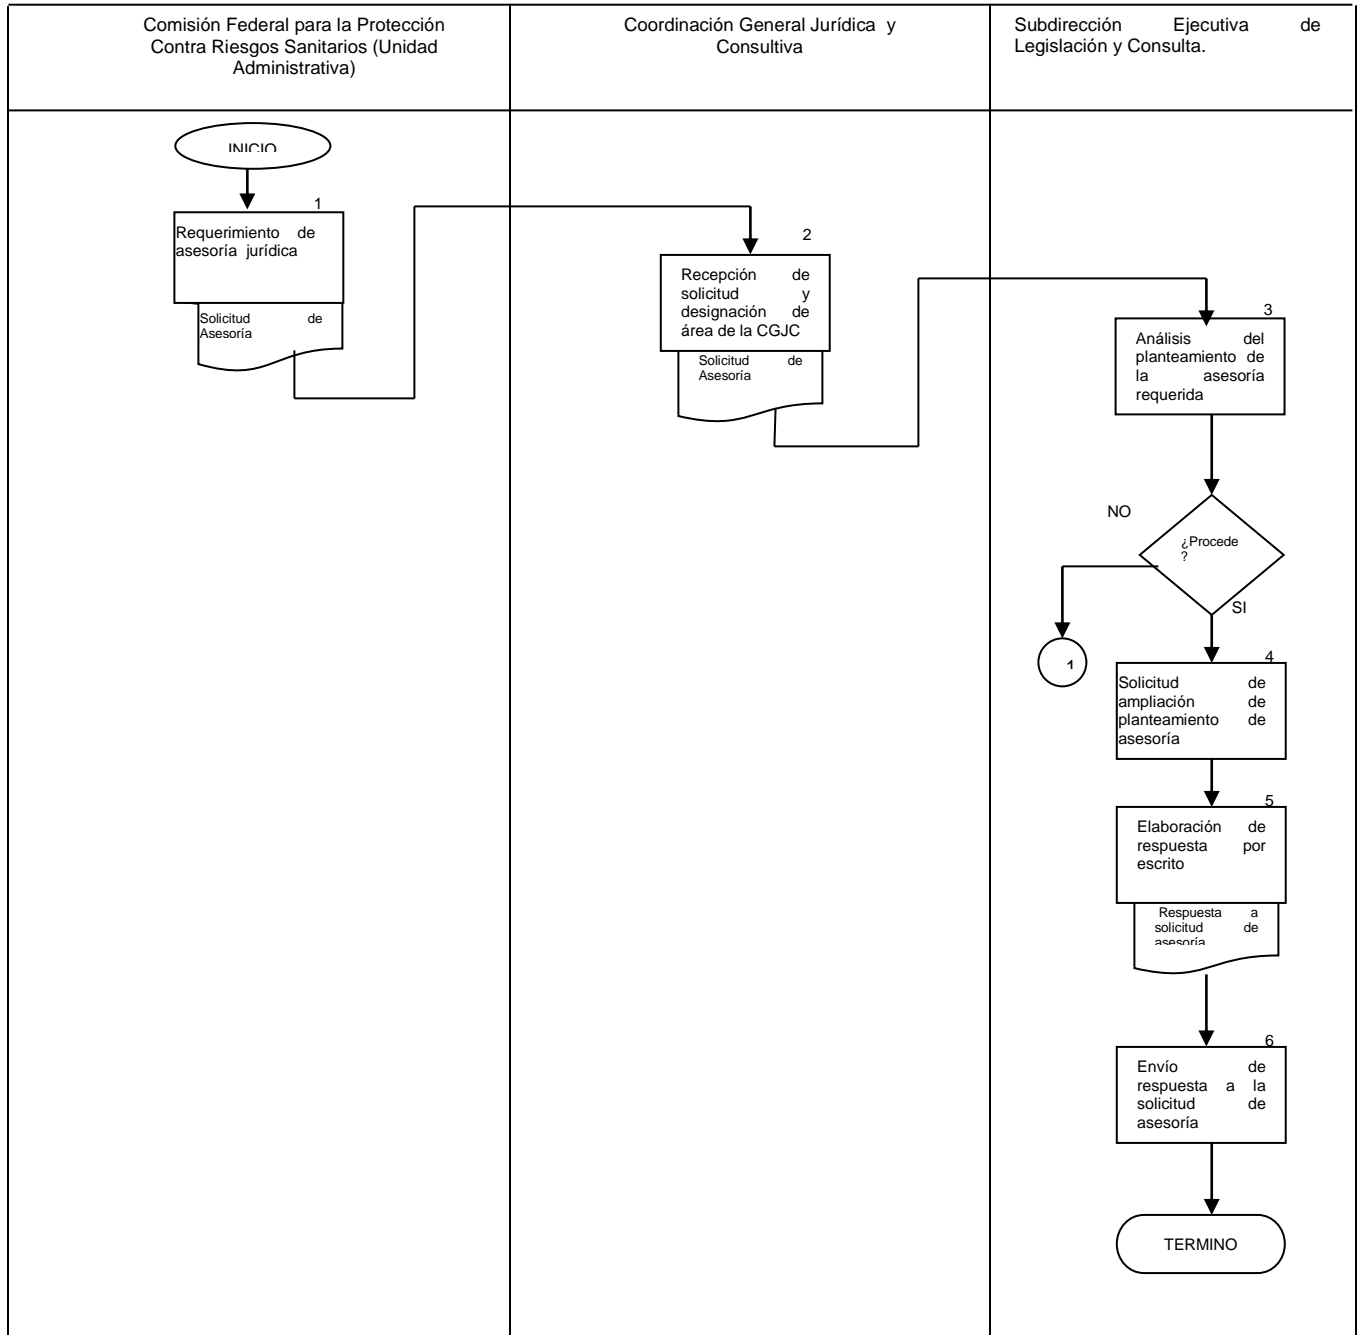 Comisión Federal para la Protección
Contra Riesgos Sanitarios (Unidad
Administrativa)
Coordinación General Jurídica y
Consultiva
Subdirección Ejecutiva de
Legislación y Consulta.
INICIO
1
Requerimiento de
asesoría jurídica
Solicitud de
Asesoría
2
Recepción de
solicitud y
designación de
área de la CGJC
Solicitud de
Asesoría
3
Análisis del
planteamiento de
la asesoría
requerida
NO
¿Procede
?
SI
1
4
Solicitud de
ampliación de
planteamiento de
asesoría
5
Elaboración de
respuesta por
escrito
Respuesta a
solicitud de
asesoría
6
Envío de
respuesta a la
solicitud de
asesoría
TERMINO